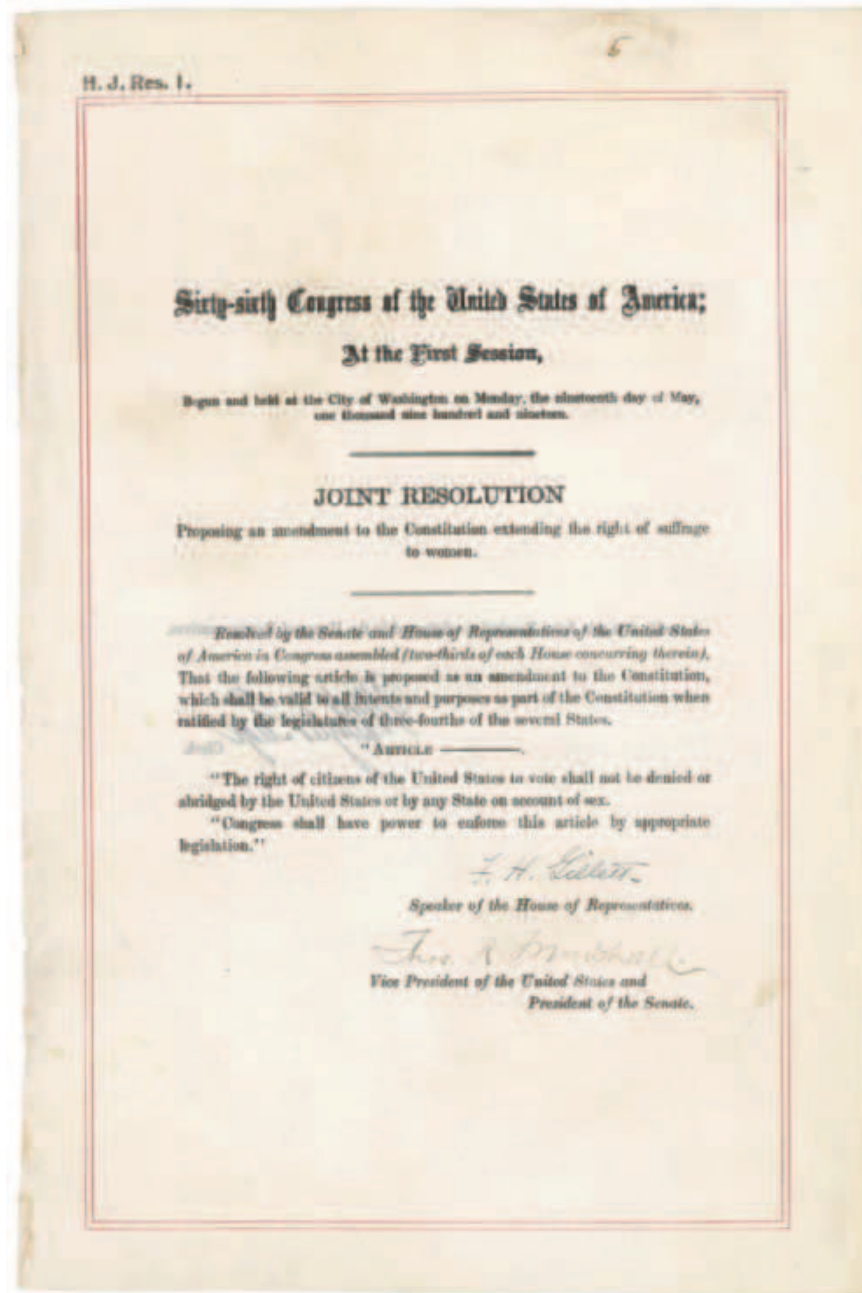 5
H. J. Res. 1.
Sixty-sixth Congress of the United States of America;
At the First Session,
Begun and held at the City of Washington on Monday, the nineteenth day of May,
one thousand nine hundred and nineteen.
JOINT RESOLUTION
Proposing an amendment to the Constitution extending the right of suffrage
to women.
Resolved by the Senate and House of Representatives of the United States
of America in Congress assembled (two-thirds of each House concurring therein),
That the following article is proposed as an amendment to the Constitution,
which shall be valid to all intents and purposes as part of the Constitution when
ratified by the legislatures of three-fourths of the several States.
"ARTICLE ———.
"The right of citizens of the United States to vote shall not be denied or
abridged by the United States or by any State on account of sex.
"Congress shall have power to enforce this article by appropriate
legislation."
F. H. Gillett
Speaker of the House of Representatives.
Thos. R. Marshall
Vice President of the United States and
President of the Senate.